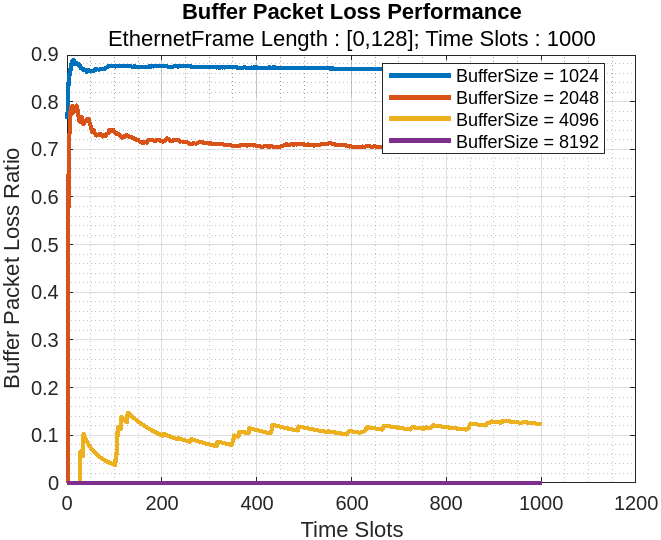 Buffer Packet Loss Performance
EthernetFrame Length : [0,128]; Time Slots : 1000
Buffer Packet Loss Ratio
0.9
0.8
0.7
0.6
0.5
0.4
0.3
0.2
0.1
0
BufferSize = 1024
BufferSize = 2048
BufferSize = 4096
BufferSize = 8192
0 200 400 600 800 1000 1200
Time Slots